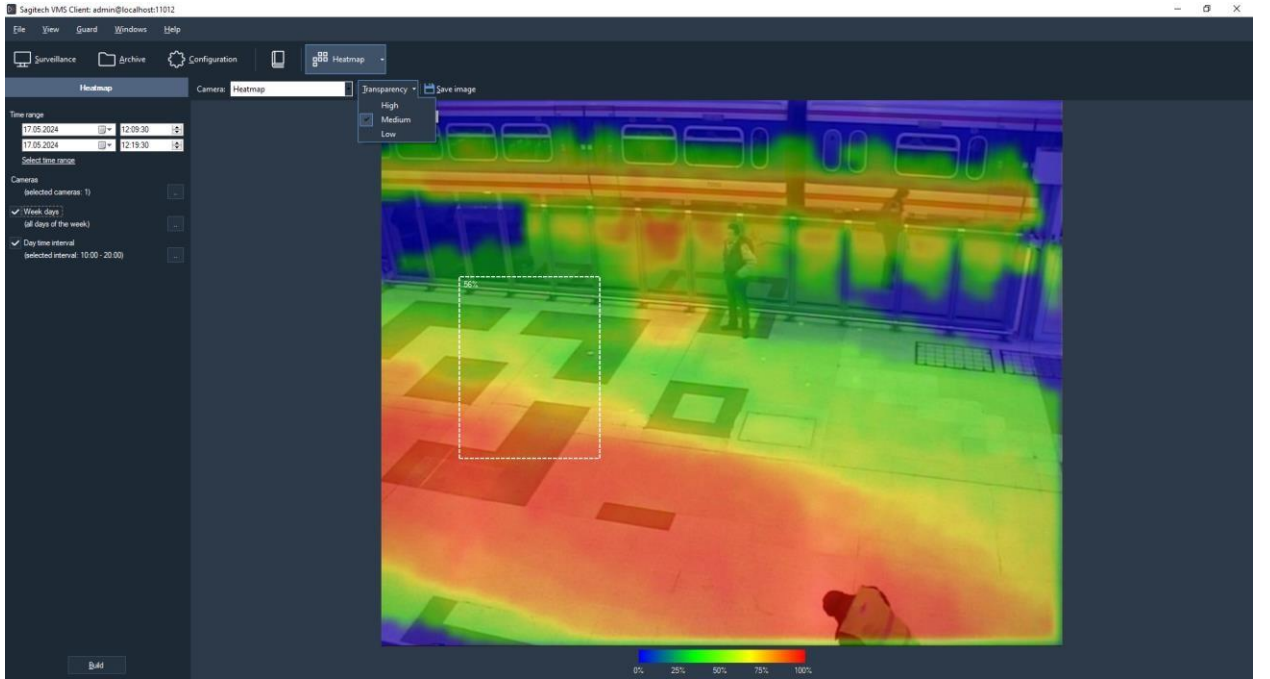 Sagitech VMS Client: admin@localhost:11012
File View Guard Windows Help
Surveillance Archive Configuration Heatmap
Heatmap Camera: Heatmap Transparency Save image
High
Medium
Low
Time range
17.05.2024 12:09:30
17.05.2024 12:19:30
Select time range
Cameras
(selected cameras: 1) ..
Week days
(all days of the week) ..
Day time interval
(selected interval: 10:00 - 20:00) ..
56%
Build
0% 25% 50% 75% 100%